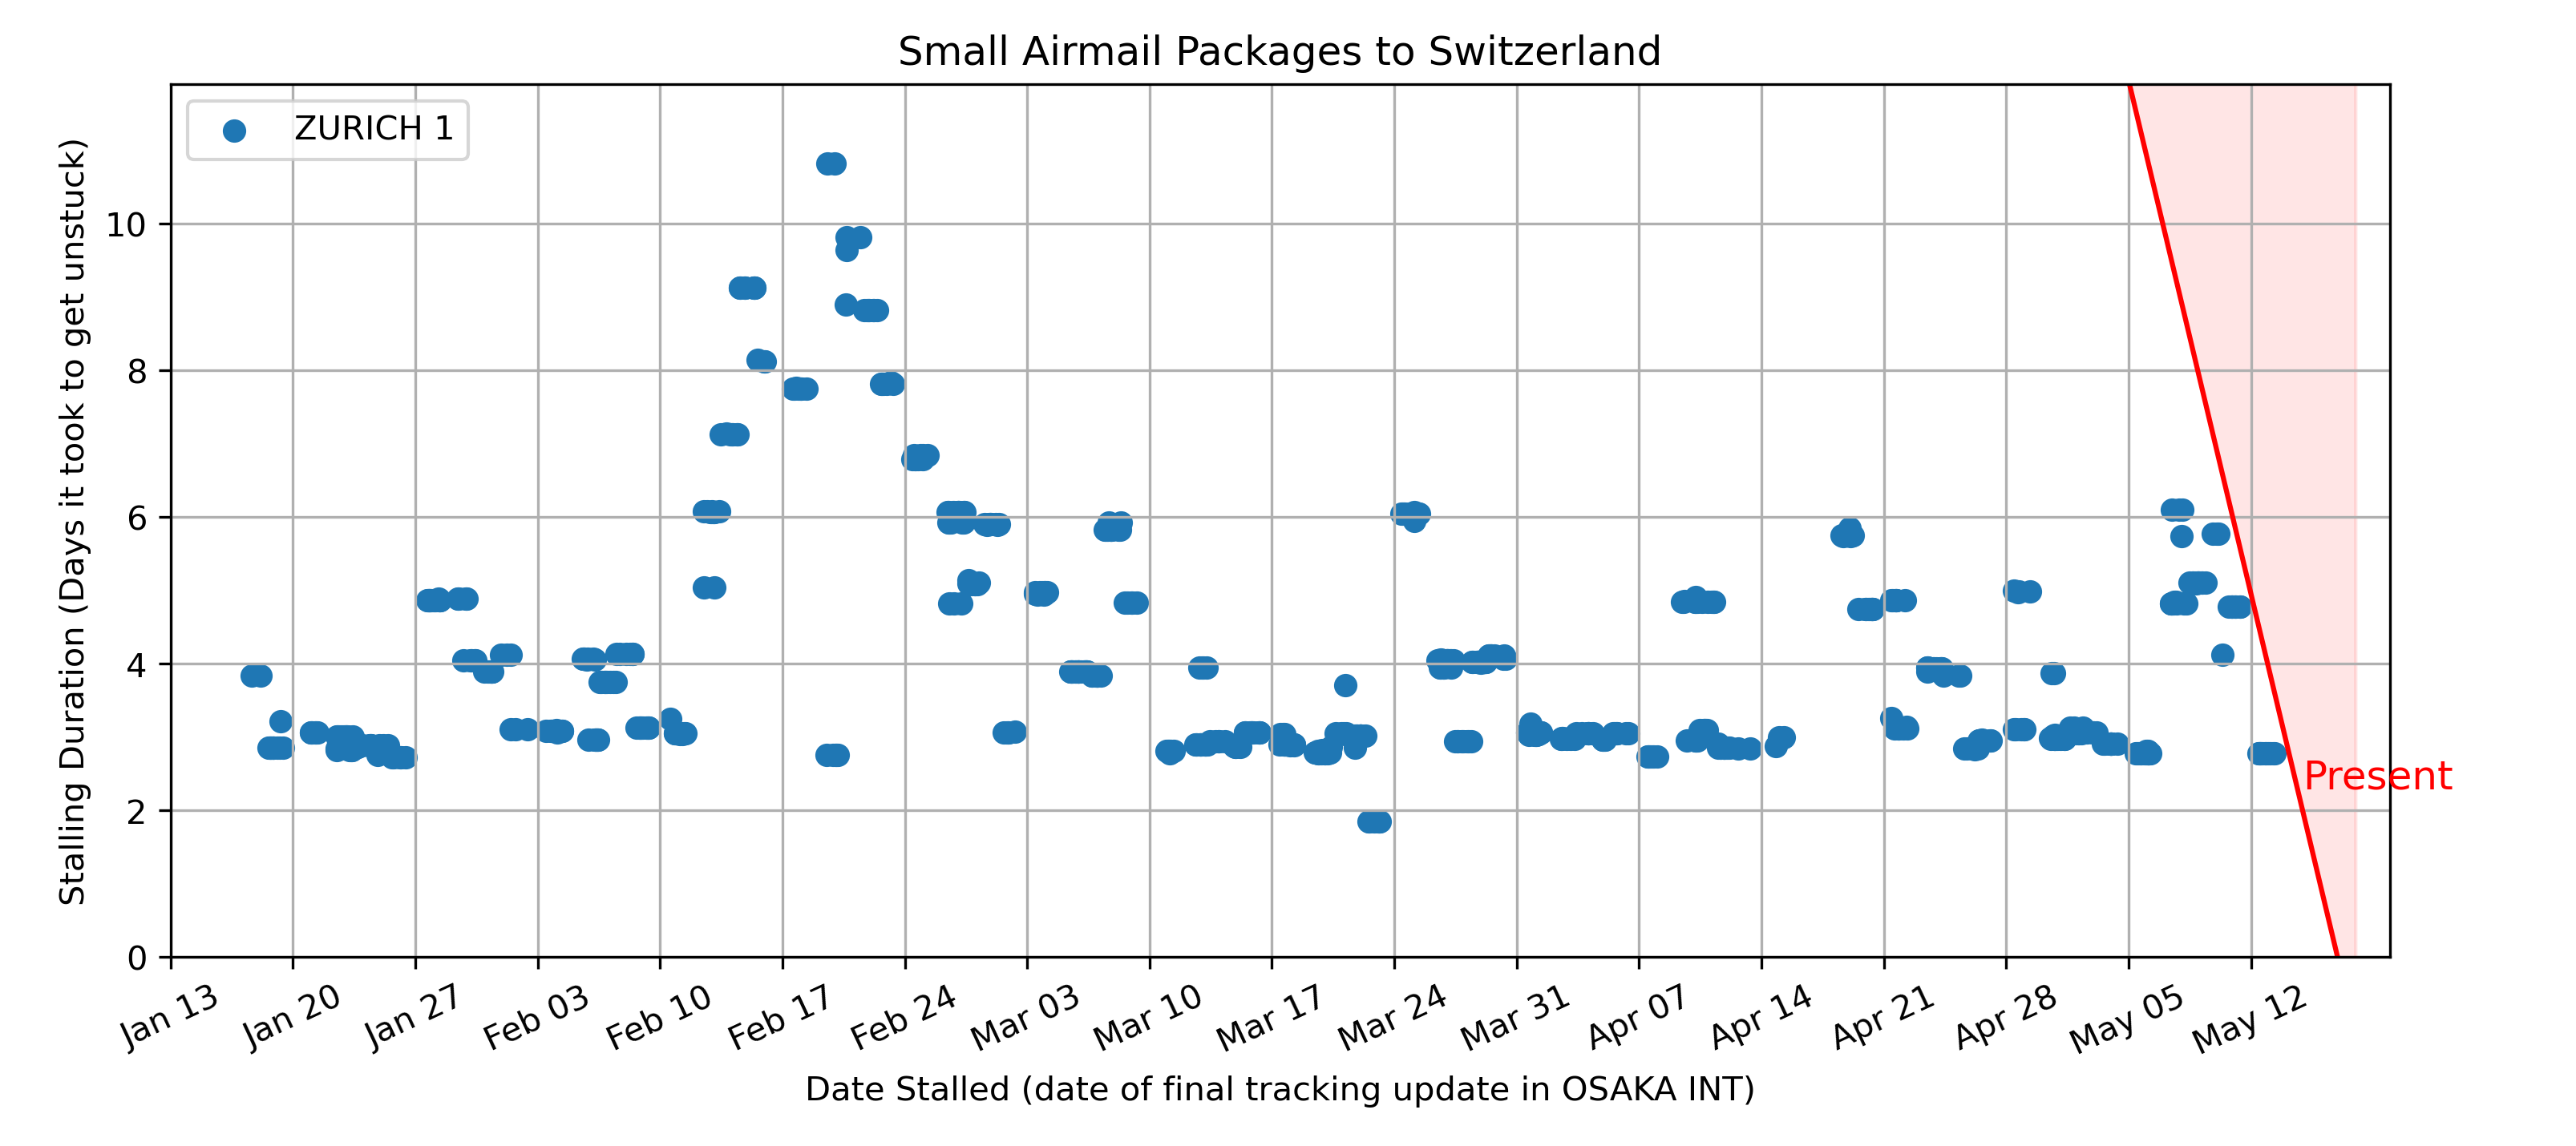 Small Airmail Packages to Switzerland
ZURICH 1
Stalling Duration (Days it took to get unstuck)
10
8
6
4
2
0
Present
Jan 13
Jan 20
Jan 27
Feb 03
Feb 10
Feb 17
Feb 24
Mar 03
Mar 10
Mar 17
Mar 24
Mar 31
Apr 07
Apr 14
Apr 21
Apr 28
May 05
May 12
Date Stalled (date of final tracking update in OSAKA INT)